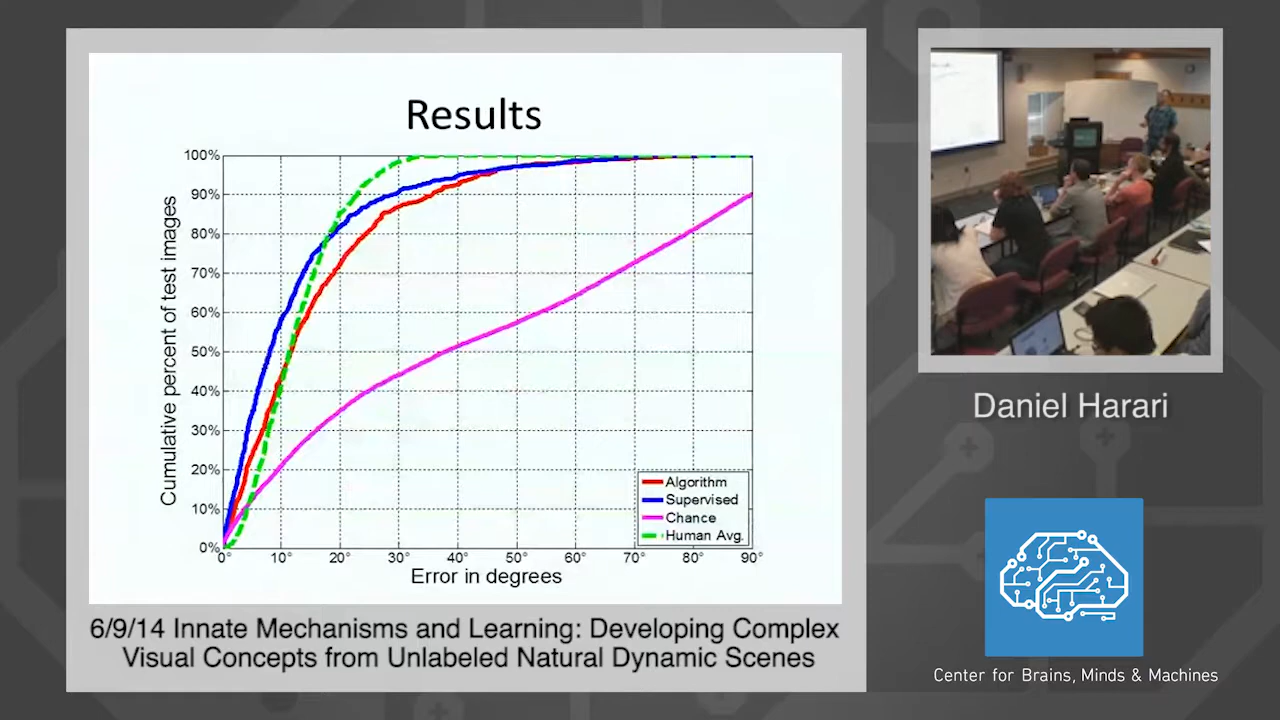 Results
100%
90%
80%
70%
60%
50%
40%
30%
20%
10%
0%
Cumulative percent of test images
0° 10° 20° 30° 40° 50° 60° 70° 80° 90°
Error in degrees
Algorithm
Supervised
Chance
Human Avg.
6/9/14 Innate Mechanisms and Learning: Developing Complex
Visual Concepts from Unlabeled Natural Dynamic Scenes
Daniel Harari
Center for Brains, Minds & Machines